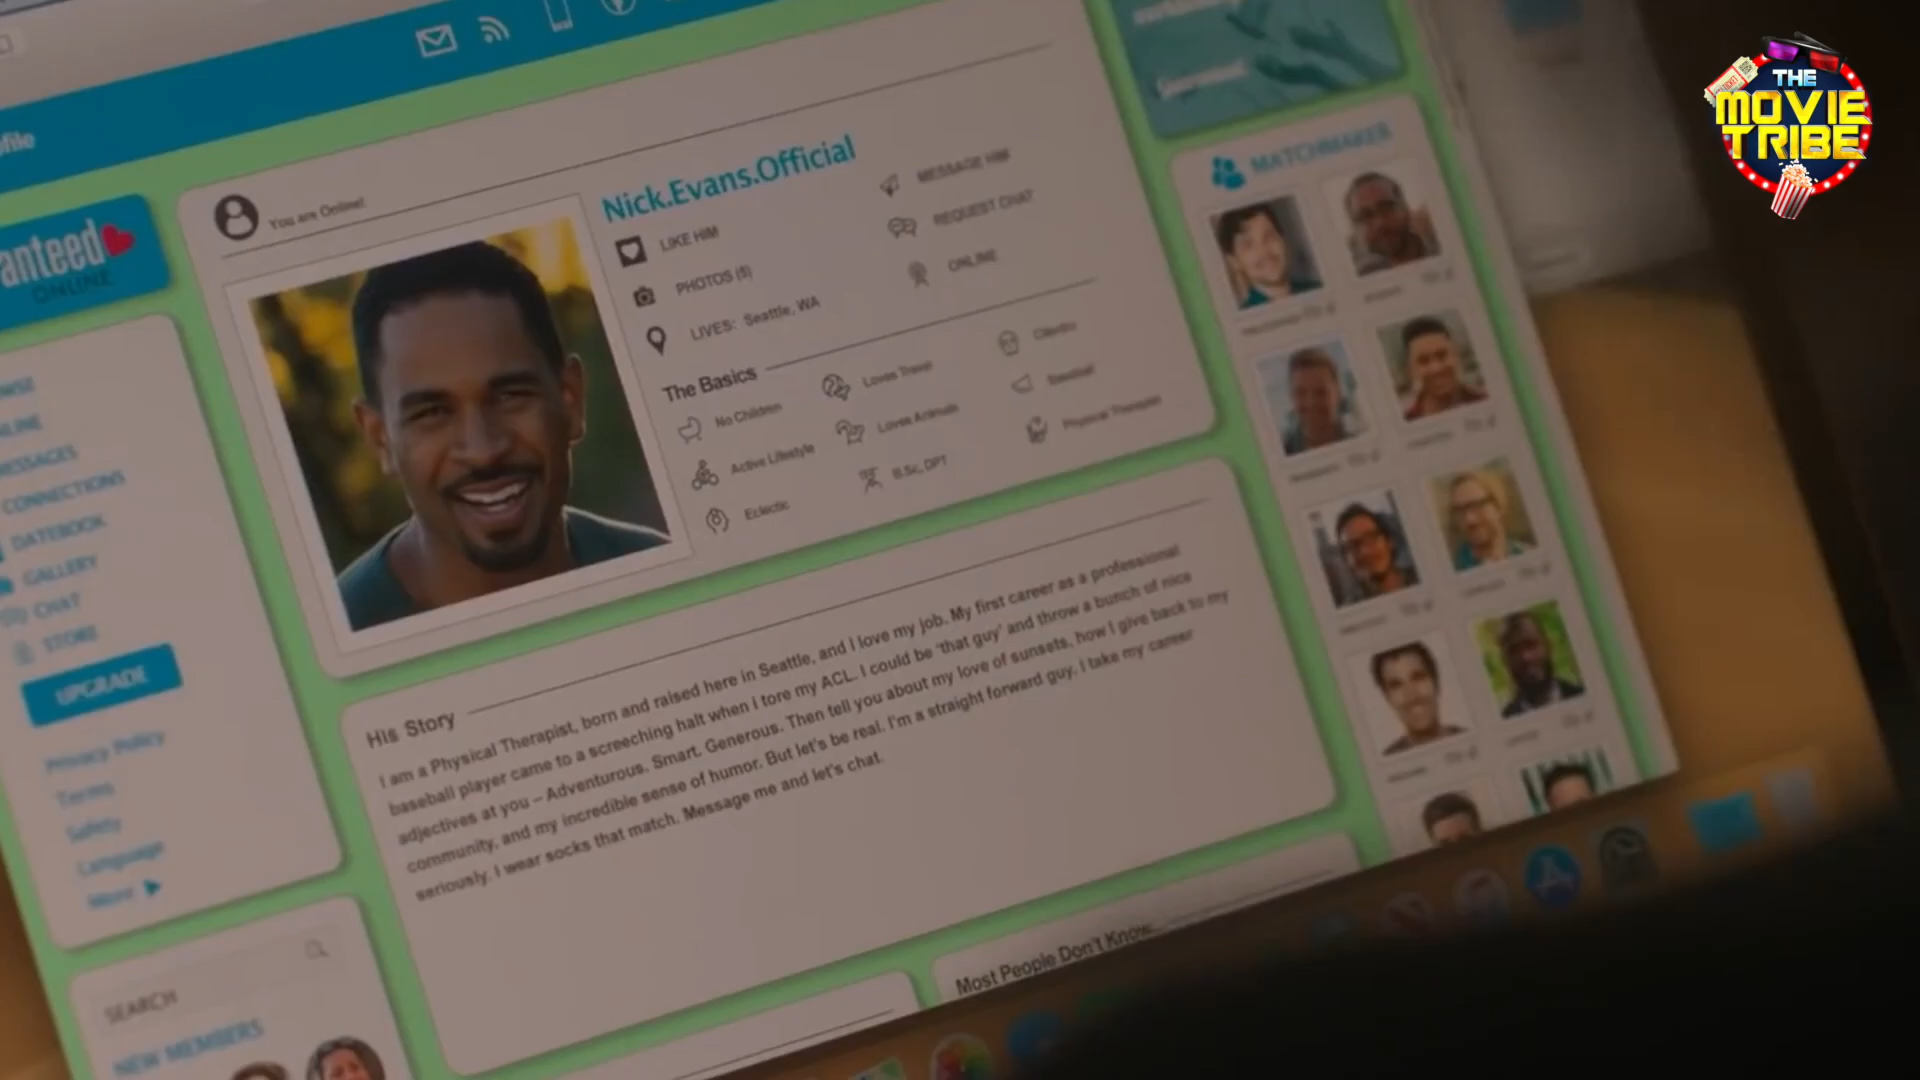 THE
MOVIE
TRIBE
You are Online!
Nick.Evans.Official
LIKE HIM
MESSAGE HIM
PHOTOS (5)
REQUEST CHAT
LIVES: Seattle, WA
ONLINE
The Basics
No Children
Loves Travel
Active Lifestyle
Loves Animals
Baseball
Eclectic
B.Sc, DPT
Physical Therapist
His Story
I am a Physical Therapist, born and raised here in Seattle, and I love my job. My first career as a professional
baseball player came to a screeching halt when I tore my ACL. I could be 'that guy' and throw a bunch of nice
adjectives at you – Adventurous. Smart. Generous. Then tell you about my love of sunsets, how I give back to my
community, and my incredible sense of humor. But let's be real. I'm a straight forward guy. I take my career
seriously. I wear socks that match. Message me and let's chat.
Most People Don't Know...
MATCHMAKER
anteed
ONLINE
MESSAGES
CONNECTIONS
DATEBOOK
GALLERY
CHAT
STORE
UPGRADE
Privacy Policy
Terms
Safety
Language
More
SEARCH
NEW MEMBERS